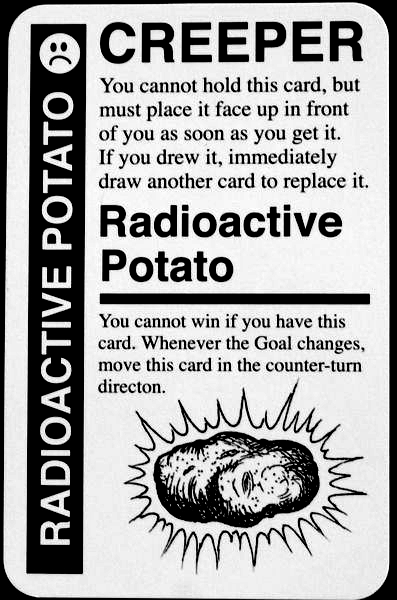 RADIOACTIVE POTATO
CREEPER
You cannot hold this card, but
must place it face up in front
of you as soon as you get it.
If you drew it, immediately
draw another card to replace it.
Radioactive
Potato
You cannot win if you have this
card. Whenever the Goal changes,
move this card in the counter-turn
directon.